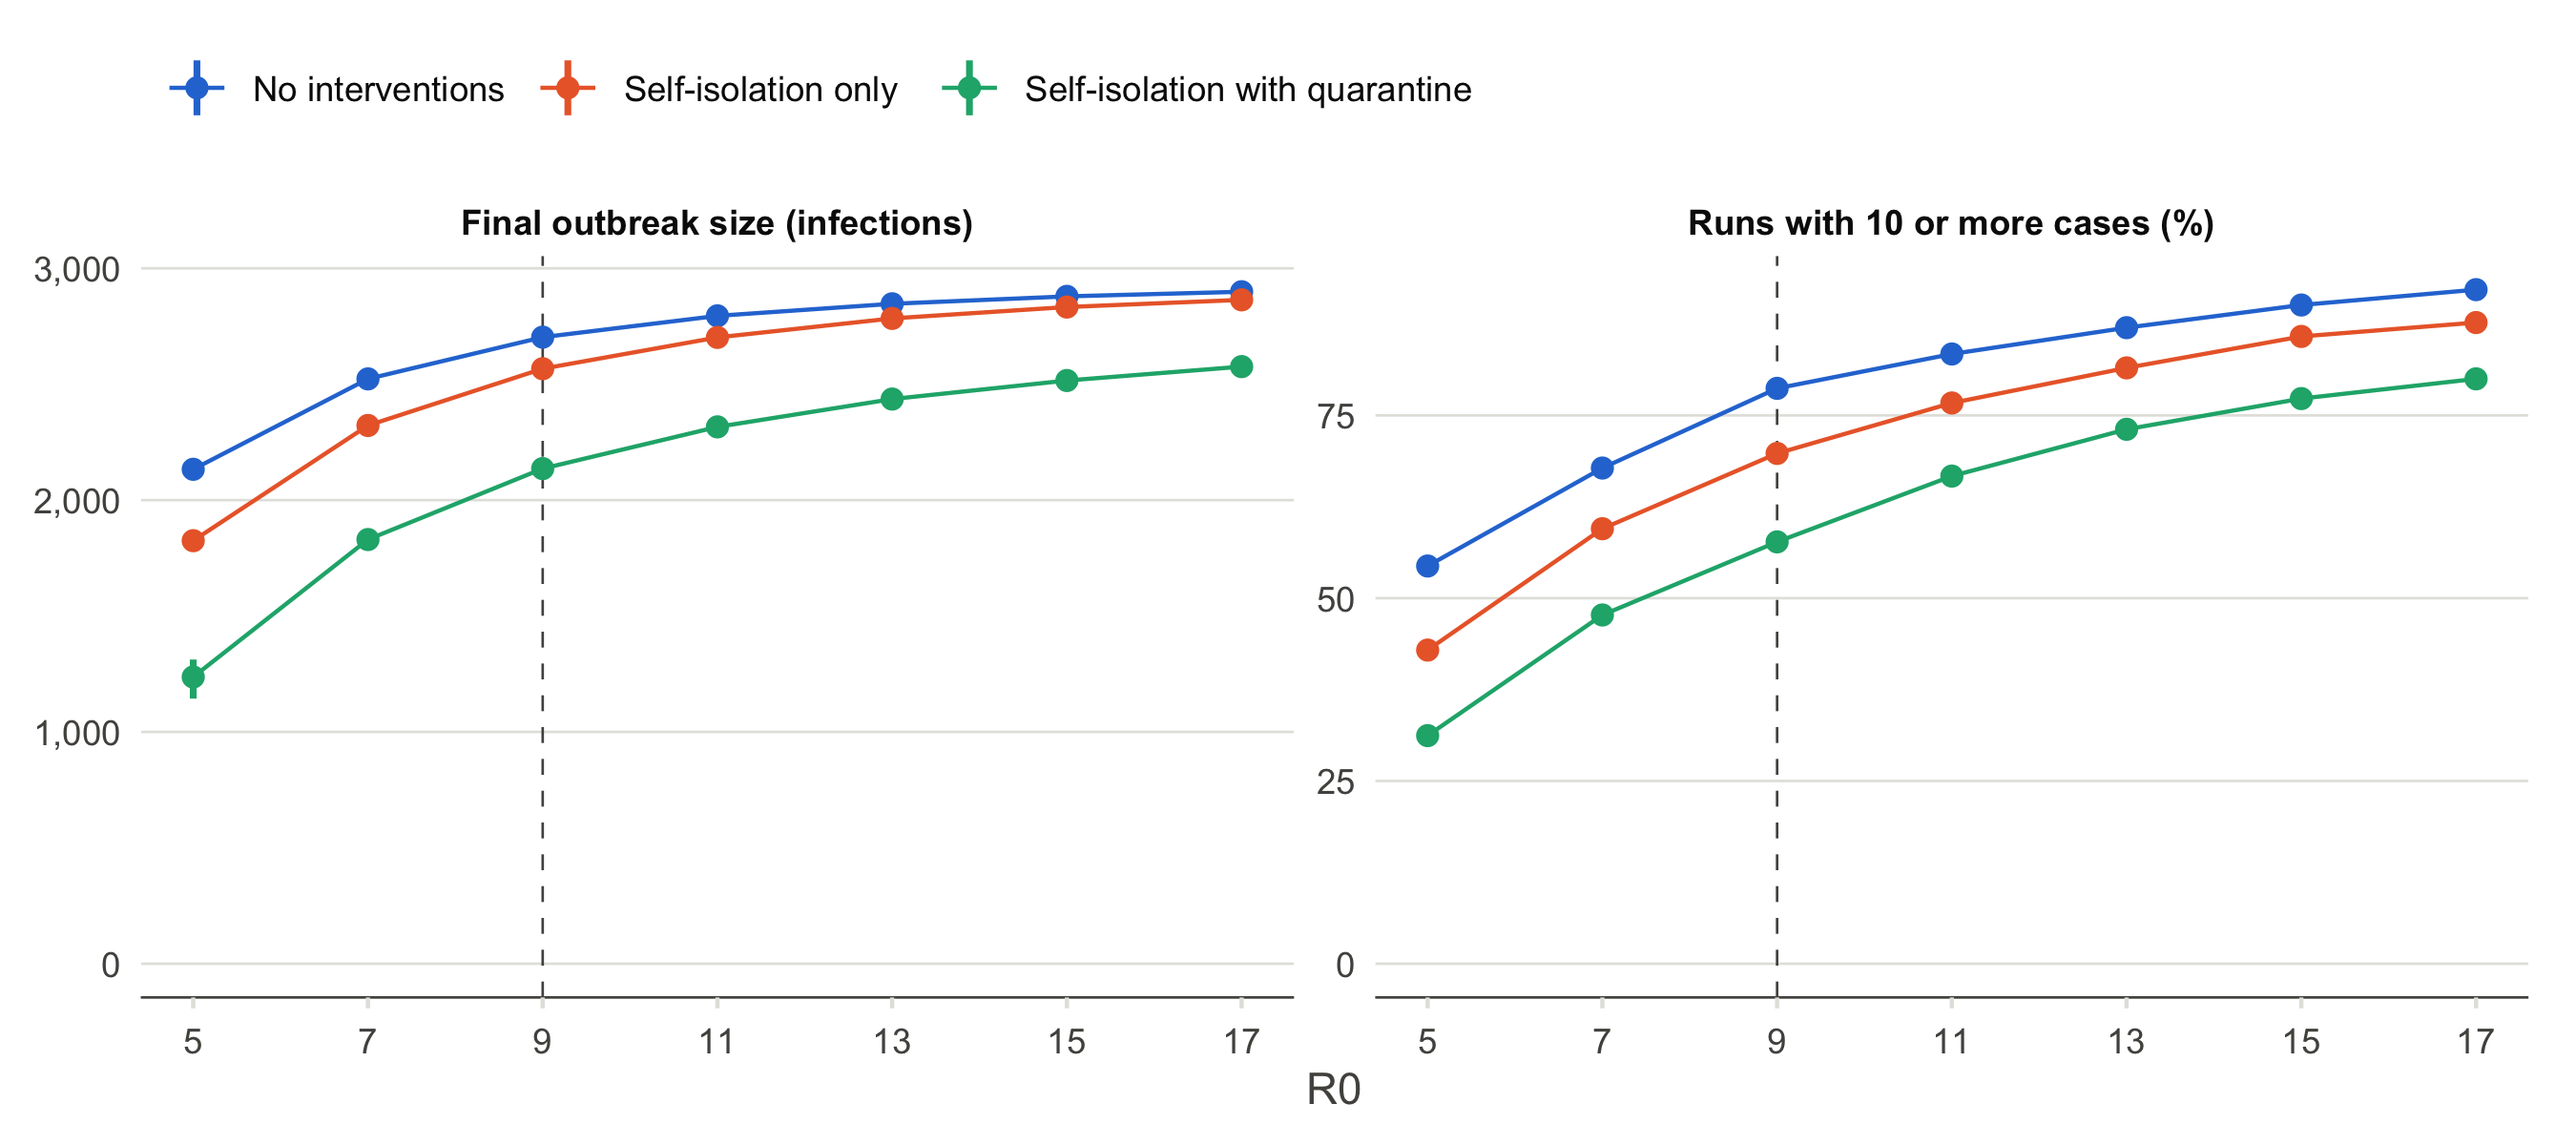 No interventions
Self-isolation only
Self-isolation with quarantine
Final outbreak size (infections)
3,000
2,000
1,000
0
5 7 9 11 13 15 17
Runs with 10 or more cases (%)
75
50
25
0
5 7 9 11 13 15 17
R0